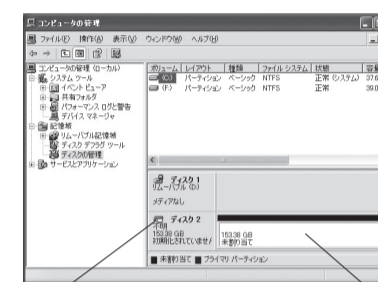 コンピュータの管理
ファイル(F) 操作(A) 表示(V) ウィンドウ(W) ヘルプ(H)
コンピュータの管理 (ローカル)
システム ツール
イベント ビューア
共有フォルダ
パフォーマンス ログと警告
デバイス マネージャ
記憶域
リムーバブル記憶域
ディスク デフラグ ツール
ディスクの管理
サービスとアプリケーション
ボリューム レイアウト 種類 ファイル システム 状態 容量
(C:) パーティション ベーシック NTFS 正常 (システム) 37.6
(F:) パーティション ベーシック NTFS 正常 39.0
ディスク 1
リムーバブル (D:)
メディアなし
ディスク 2
不明
153.38 GB
初期化されていませ/
153.38 GB
未割り当て
未割り当て プライマリ パーティション